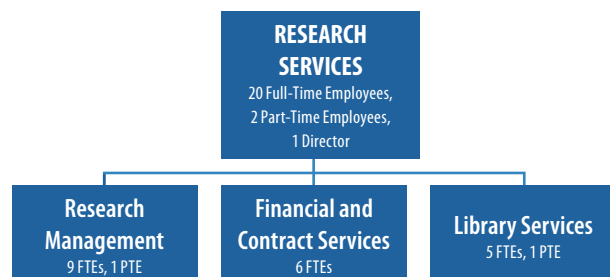 RESEARCH
SERVICES
20 Full-Time Employees,
2 Part-Time Employees,
1 Director
Research
Management
9 FTEs, 1 PTE
Financial and
Contract Services
6 FTEs
Library Services
5 FTEs, 1 PTE